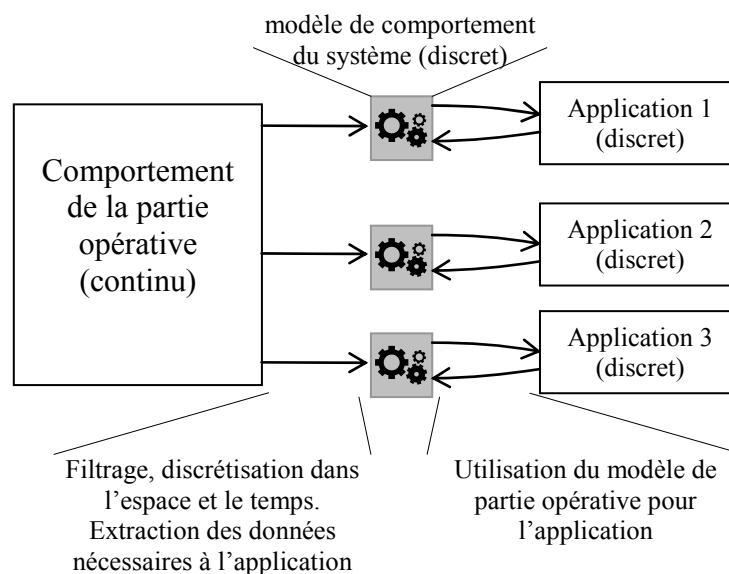 modèle de comportement
du système (discret)
Comportement
de la partie
opérative
(continu)
Application 1
(discret)
Application 2
(discret)
Application 3
(discret)
Filtrage, discrétisation dans
l’espace et le temps.
Extraction des données
nécessaires à l’application
Utilisation du modèle de
partie opérative pour
l’application